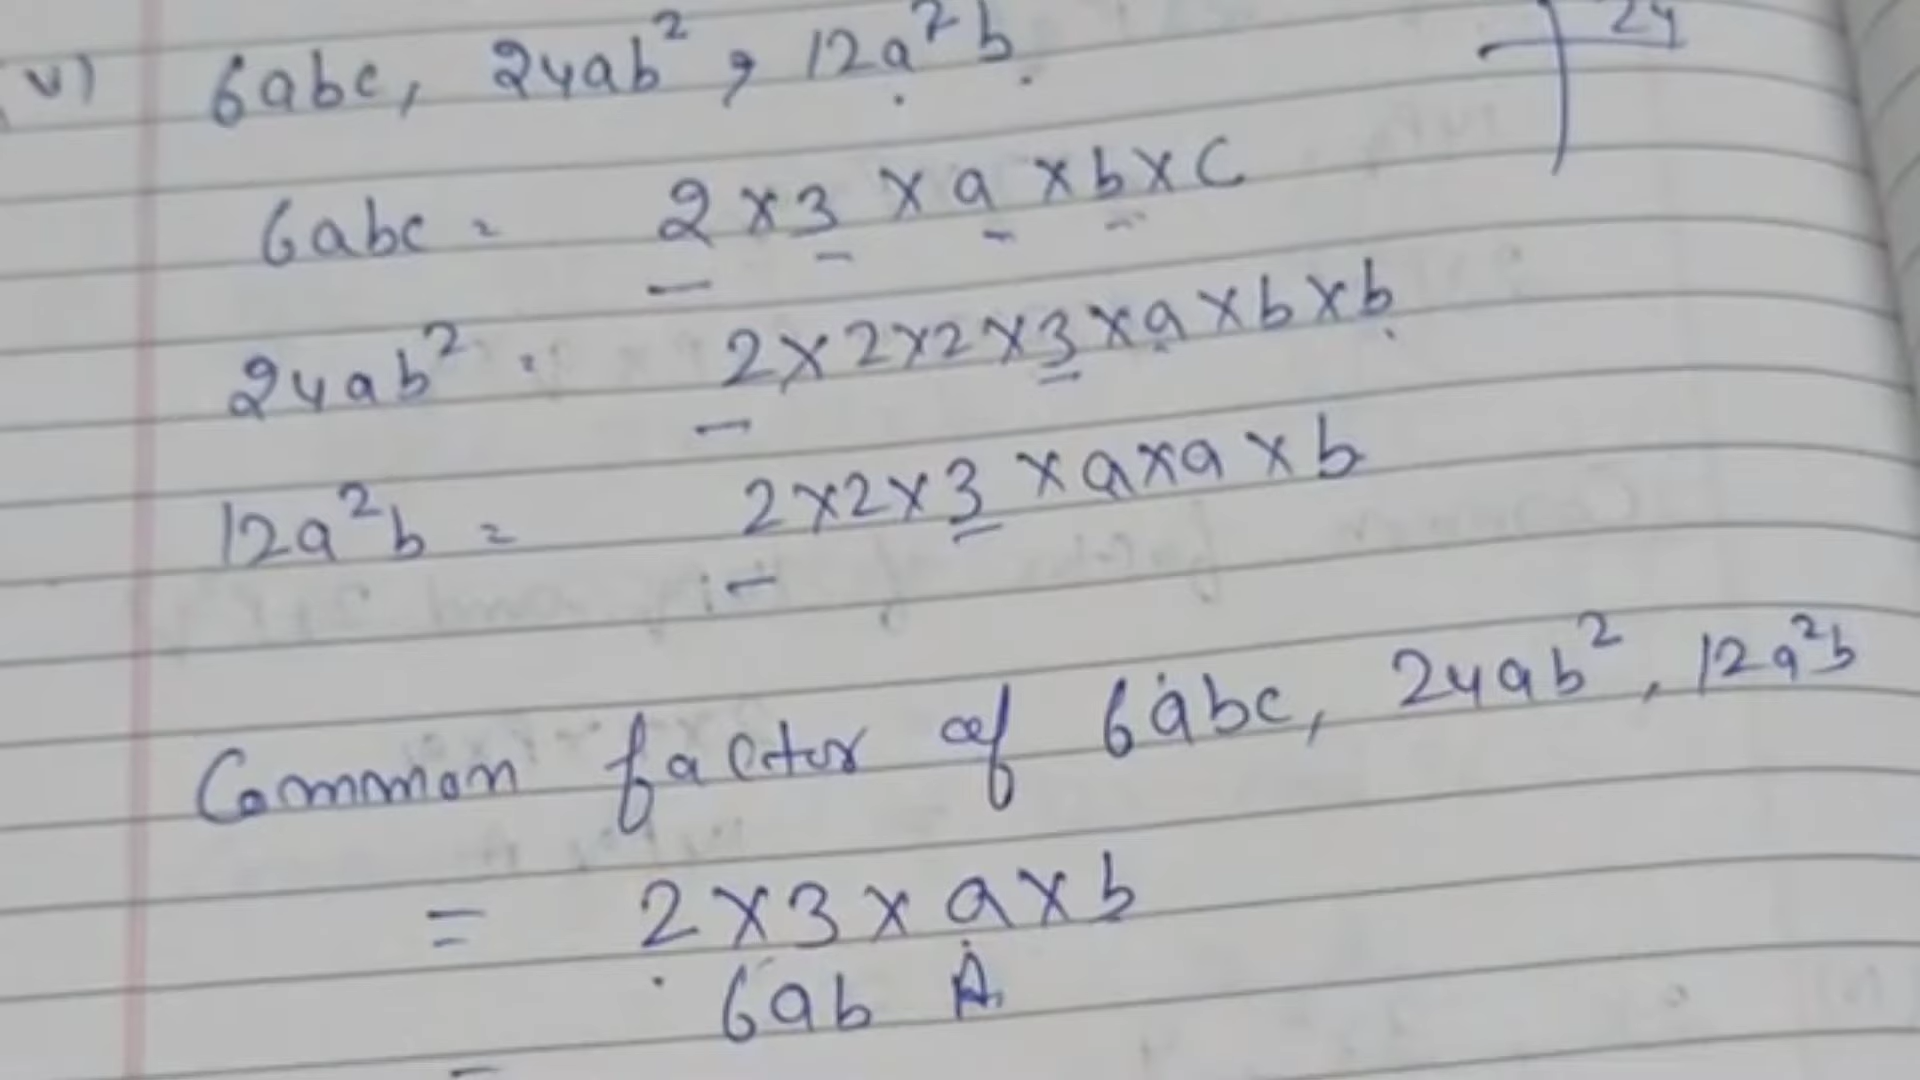 v) 6abc, 24ab², 12a²b.
24
6abc = 2 × 3 × a × b × c
24ab² = 2 × 2 × 2 × 3 × a × b × b
12a²b = 2 × 2 × 3 × a × a × b
Common factor of 6abc, 24ab², 12a²b
= 2 × 3 × a × b
6ab A.